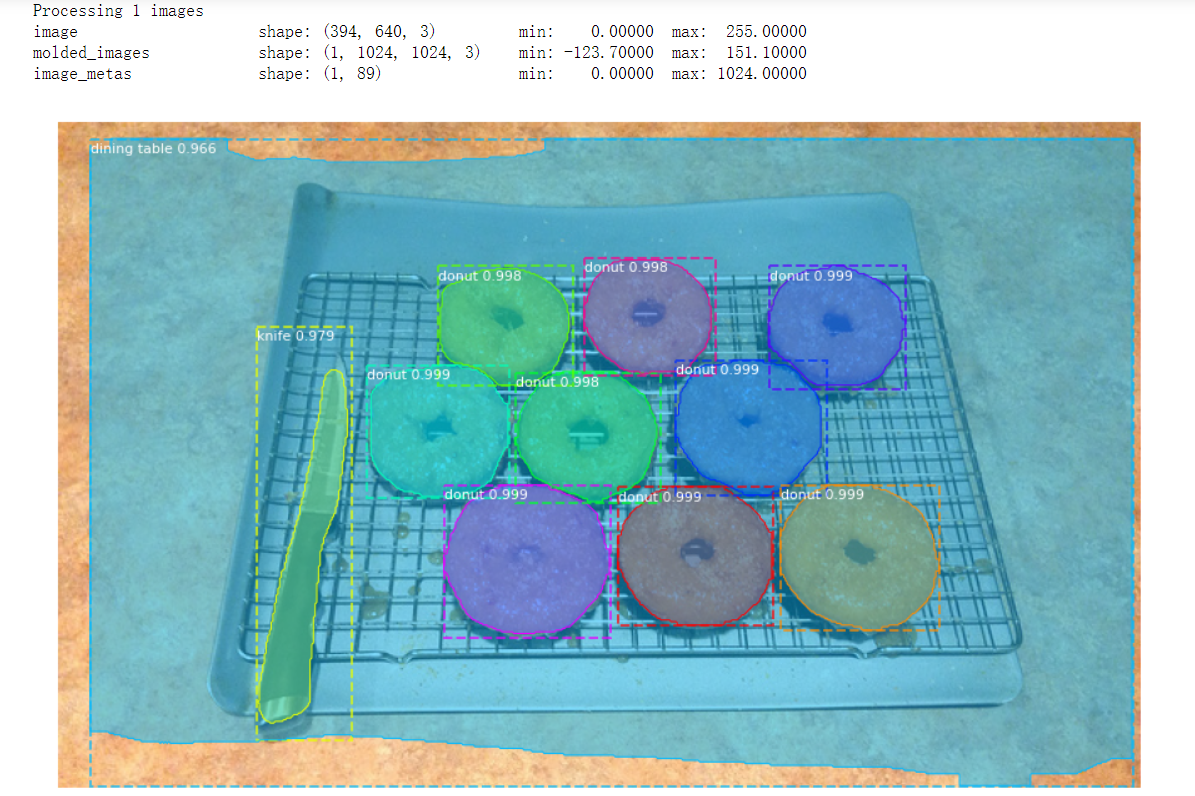 Processing 1 images
image shape: (394, 640, 3) min: 0.00000 max: 255.00000
molded_images shape: (1, 1024, 1024, 3) min: -123.70000 max: 151.10000
image_metas shape: (1, 89) min: 0.00000 max: 1024.00000
dining table 0.966
donut 0.998
donut 0.998
donut 0.999
knife 0.979
donut 0.999
donut 0.998
donut 0.999
donut 0.999
donut 0.999
donut 0.999